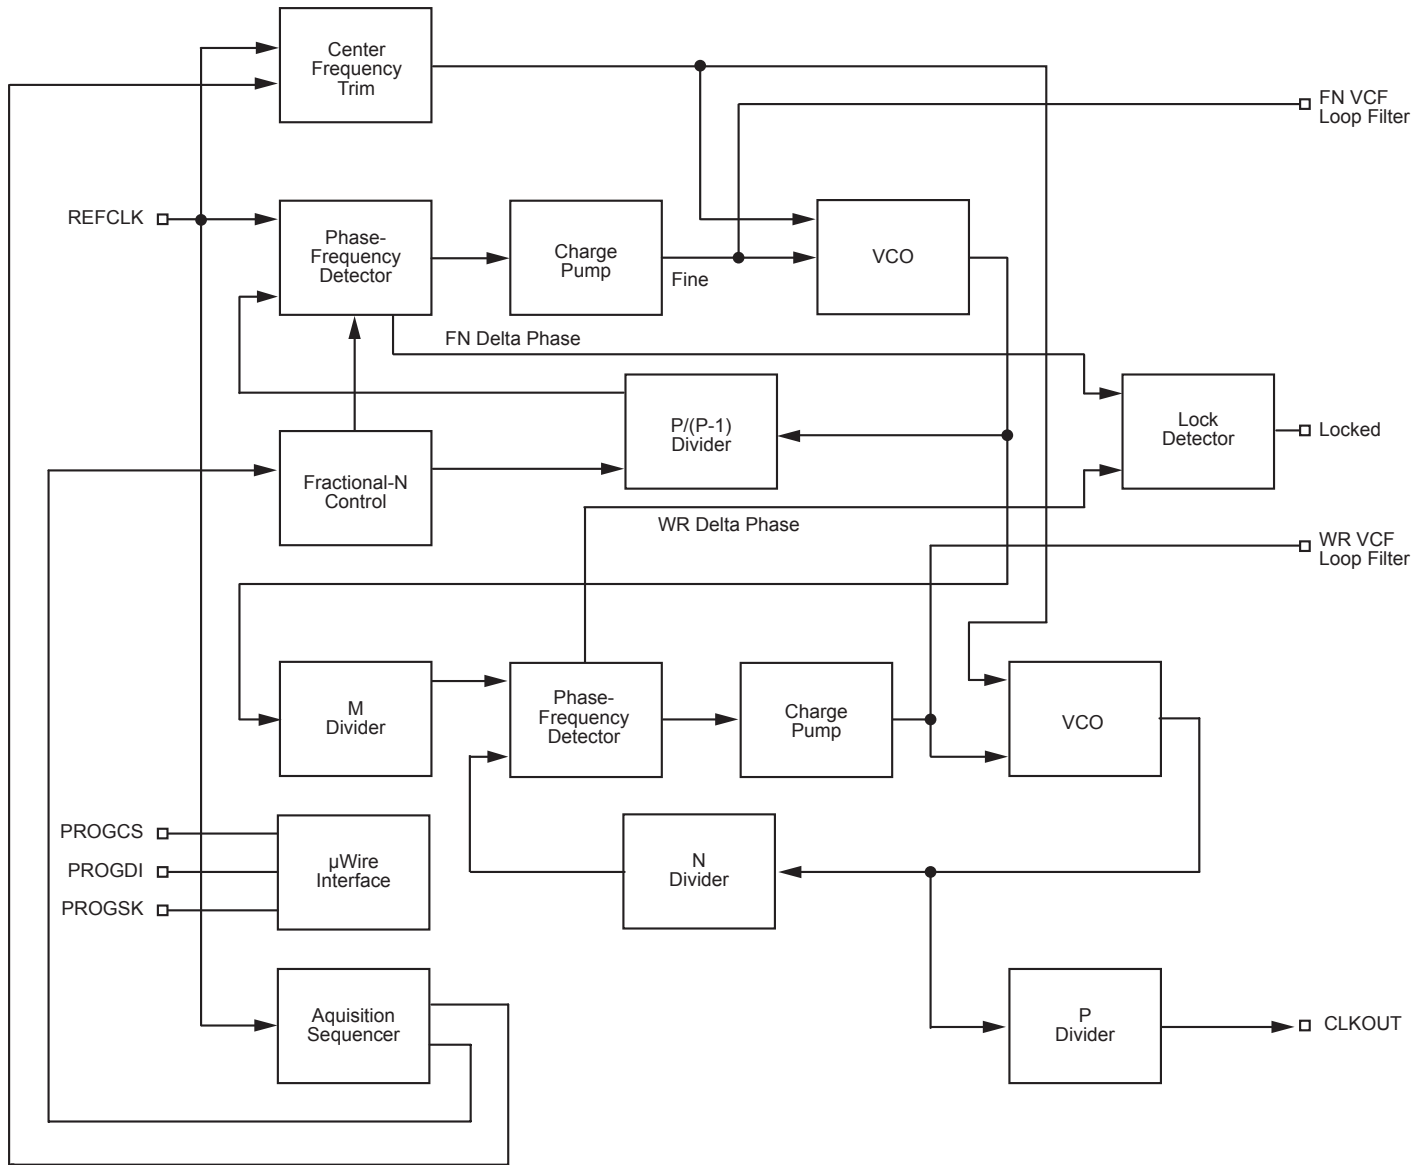 Center
Frequency
Trim
FN VCF
Loop Filter
REFCLK
Phase-
Frequency
Detector
Charge
Pump
Fine
VCO
FN Delta Phase
P/(P-1)
Divider
Lock
Detector
Locked
Fractional-N
Control
WR Delta Phase
WR VCF
Loop Filter
M
Divider
Phase-
Frequency
Detector
Charge
Pump
VCO
PROGCS
PROGDI
PROGSK
µWire
Interface
N
Divider
Aquisition
Sequencer
P
Divider
CLKOUT